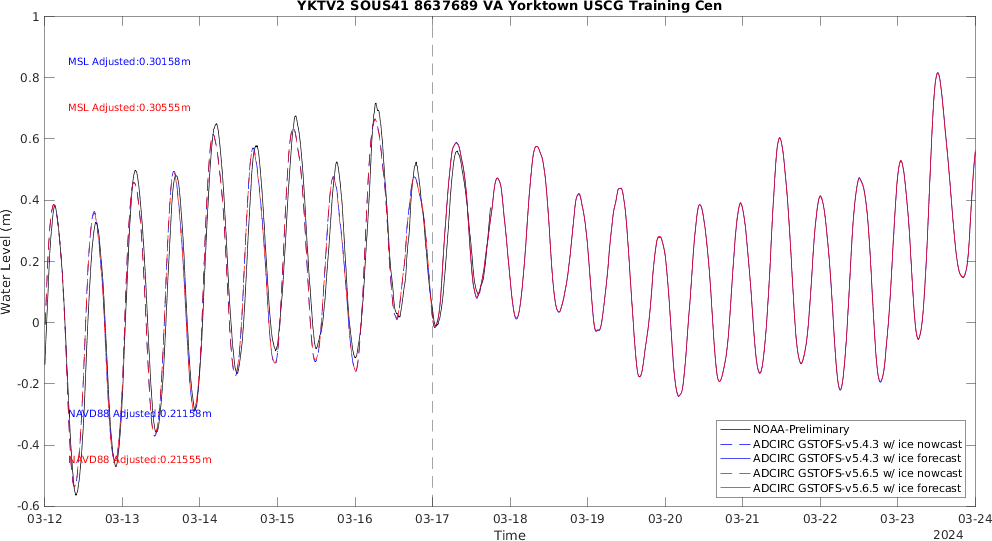 YKTV2 SOUS41 8637689 VA Yorktown USCG Training Cen
1
0.8
0.6
0.4
0.2
0
-0.2
-0.4
-0.6
Water Level (m)
MSL Adjusted:0.30158m
MSL Adjusted:0.30555m
NAVD88 Adjusted:0.21158m
NAVD88 Adjusted:0.21555m
NOAA-Preliminary
ADCIRC GSTOFS-v5.4.3 w/ ice nowcast
ADCIRC GSTOFS-v5.4.3 w/ ice forecast
ADCIRC GSTOFS-v5.6.5 w/ ice nowcast
ADCIRC GSTOFS-v5.6.5 w/ ice forecast
03-12 03-13 03-14 03-15 03-16 03-17 03-18 03-19 03-20 03-21 03-22 03-23 03-24
Time
2024